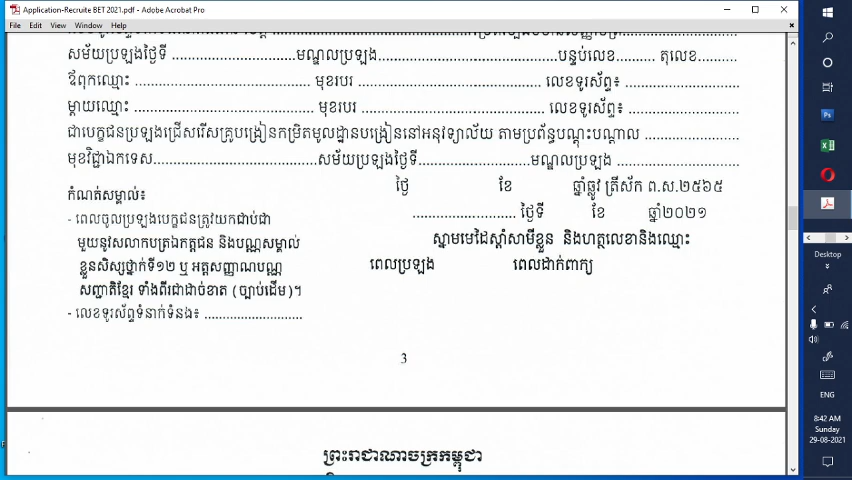 Application-Recruite BET 2021.pdf - Adobe Acrobat Pro
File Edit View Window Help
សម័យប្រឡងថ្ងៃទី ...............................មណ្ឌលប្រឡង.............................................បន្ទប់លេខ.......... តុលេខ..........
ឪពុកឈ្មោះ ............................................ មុខរបរ ............................................... លេខទូរស័ព្ទ៖ .............................
ម្តាយឈ្មោះ ............................................. មុខរបរ ............................................... លេខទូរស័ព្ទ៖ ............................
ជាបេក្ខជនប្រឡងជ្រើសរើសគ្រូបង្រៀនកម្រិតមូលដ្ឋានបង្រៀននៅអនុវិទ្យាល័យ តាមប្រព័ន្ធបណ្តុះបណ្តាល ........................
មុខវិជ្ជាឯកទេស.........................................សម័យប្រឡងថ្ងៃទី............................មណ្ឌលប្រឡង ...............................
ថ្ងៃ ខែ ឆ្នាំឆ្លូវ ត្រីស័ក ព.ស.២៥៦៥
កំណត់សម្គាល់៖
.......................... ថ្ងៃទី ខែ ឆ្នាំ២០២១
- ពេលចូលប្រឡងបេក្ខជនត្រូវយកជាប់ជា
មួយនូវសលាកបត្រឯកត្តជន និងបណ្ណសម្គាល់
ខ្លួនសិស្សថ្នាក់ទី១២ ឬ អត្តសញ្ញាណបណ្ណ
សញ្ជាតិខ្មែរ ទាំងពីរជាដាច់ខាត (ច្បាប់ដើម)។
- លេខទូរស័ព្ទទំនាក់ទំនង៖ .........................
ស្នាមមេដៃស្តាំសាមីខ្លួន និងហត្ថលេខានិងឈ្មោះ
ពេលប្រឡង ពេលដាក់ពាក្យ
3
ព្រះរាជាណាចក្រកម្ពុជា
Desktop
ENG
8:42 AM
Sunday
29-08-2021